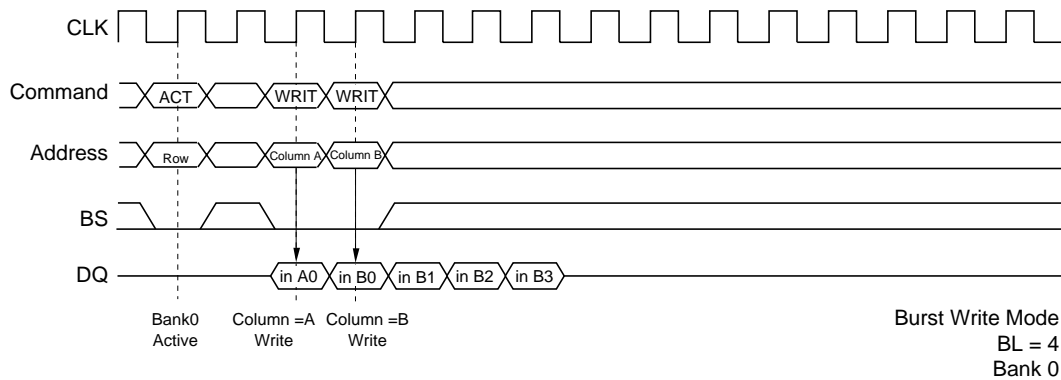 CLK
Command ACT WRIT WRIT
Address Row Column A Column B
BS
DQ in A0 in B0 in B1 in B2 in B3
Bank0 Column =A Column =B
Active Write Write
Burst Write Mode
BL = 4
Bank 0